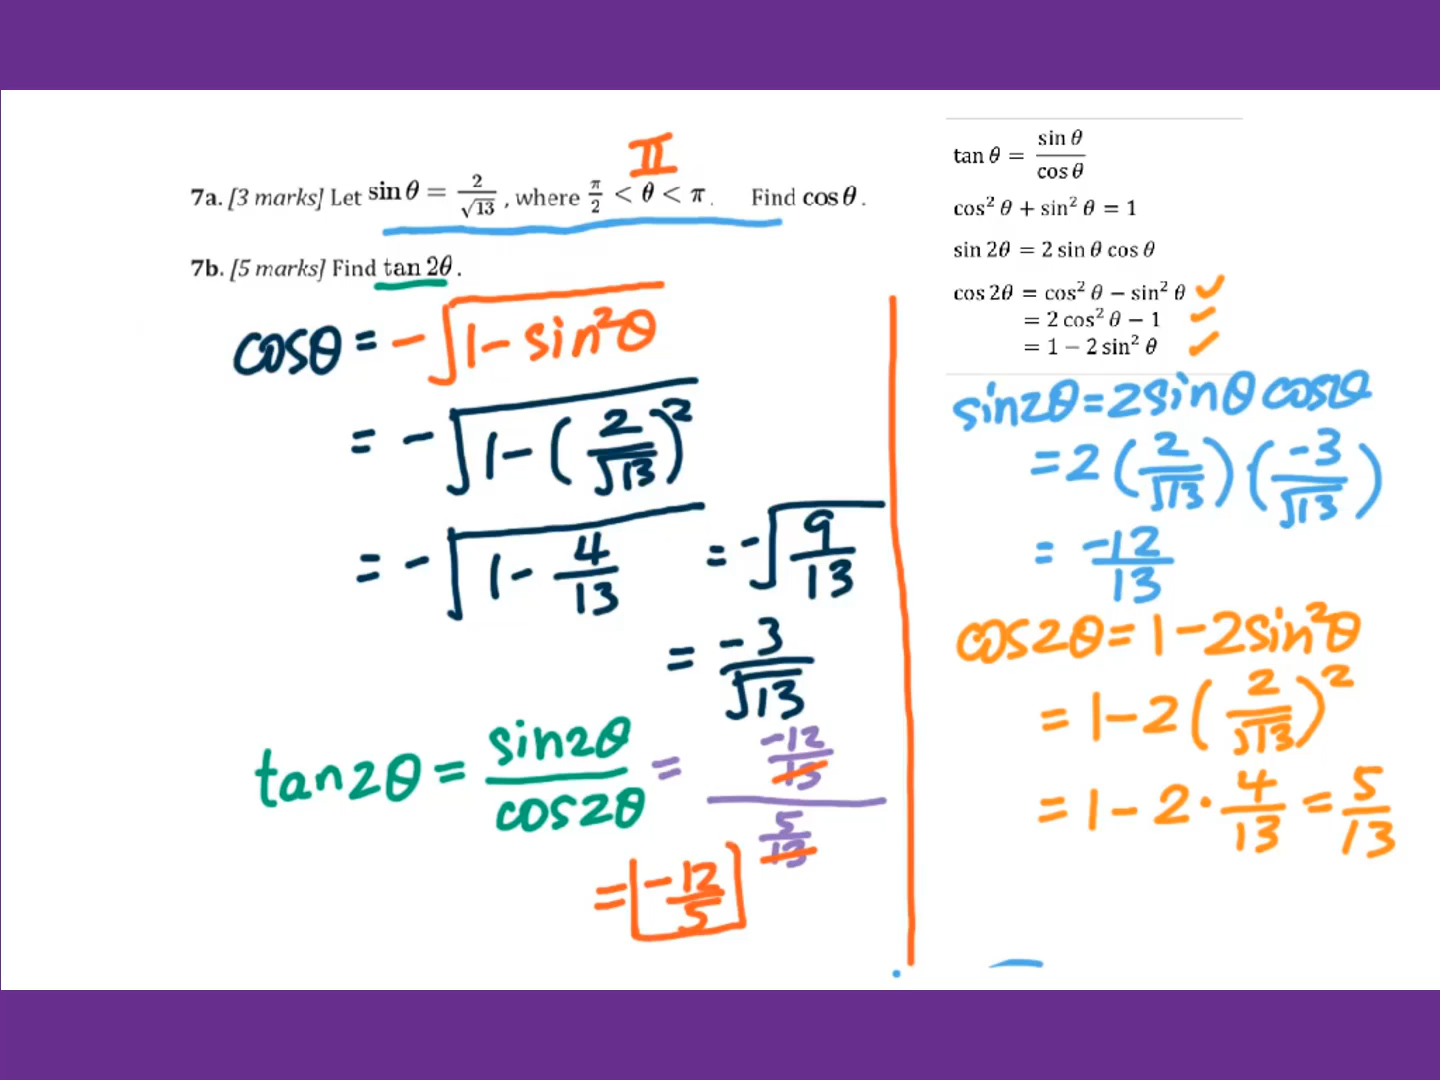 II
7a. [3 marks] Let sin θ = 2/√13, where π/2 < θ < π. Find cos θ.
7b. [5 marks] Find tan 2θ.
cosθ = -√(1 - sin²θ)
= -√(1 - (2/√13)²)
= -√(1 - 4/13) = -√(9/13)
= -3/√13
tan2θ = sin2θ/cos2θ = (-12/13)/(5/13)
= -12/5
tan θ = sin θ/cos θ
cos² θ + sin² θ = 1
sin 2θ = 2 sin θ cos θ
cos 2θ = cos² θ − sin² θ
= 2 cos² θ − 1
= 1 − 2 sin² θ
sin2θ = 2sinθ cosθ
= 2(2/√13)(-3/√13)
= -12/13
cos2θ = 1 - 2sin²θ
= 1 - 2(2/√13)²
= 1 - 2 · 4/13 = 5/13